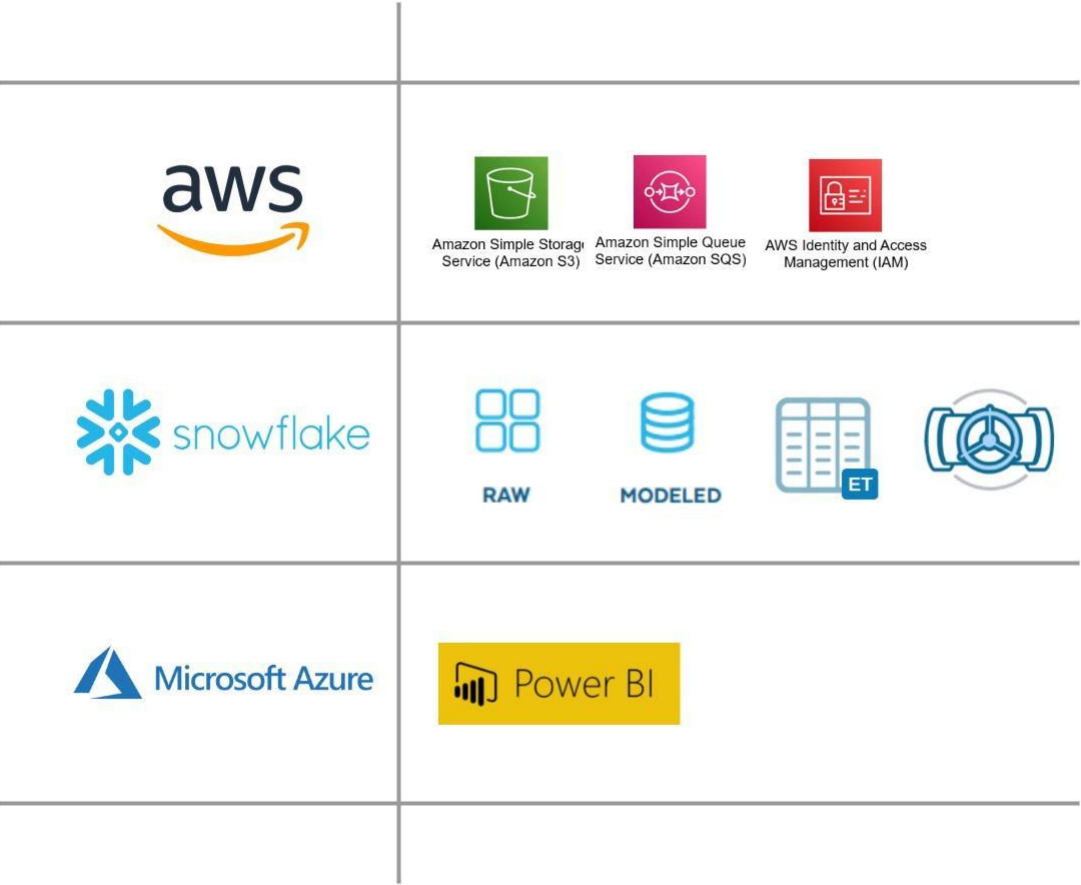 aws
Amazon Simple Storag
Service (Amazon S3)
Amazon Simple Queue
Service (Amazon SQS)
AWS Identity and Access
Management (IAM)
snowflake
RAW
MODELED
ET
Microsoft Azure
Power BI